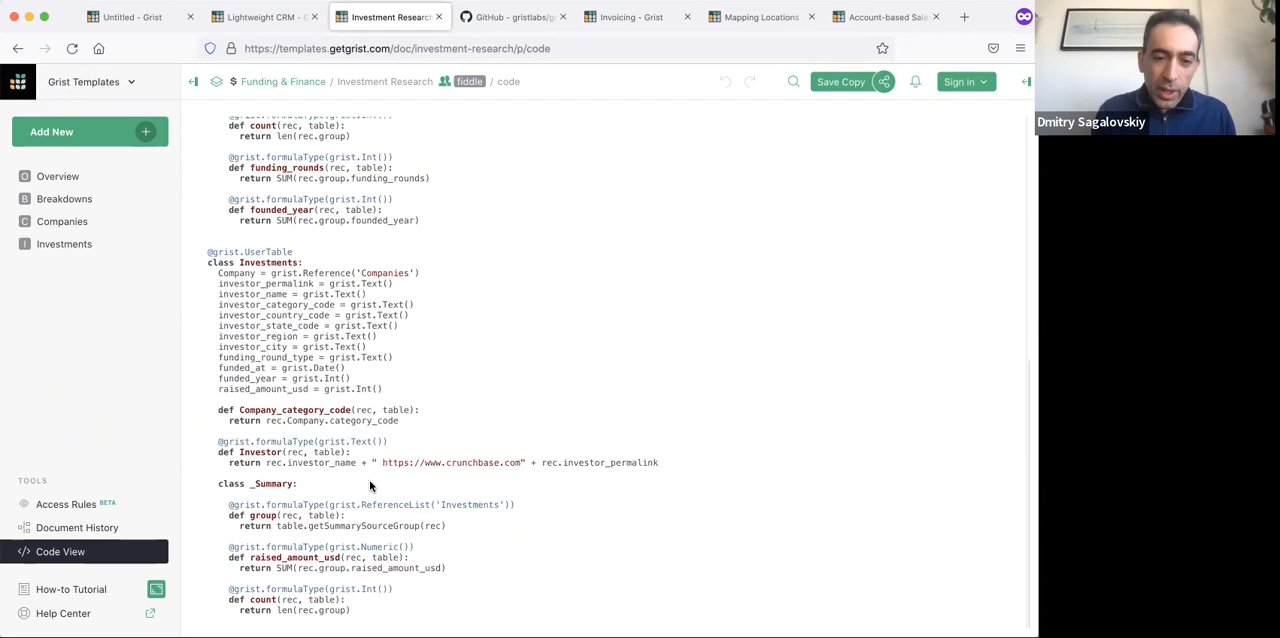 Untitled - Grist
Lightweight CRM - G
Investment Research
GitHub - gristlabs/g
Invoicing - Grist
Mapping Locations
Account-based Sale
https://templates.getgrist.com/doc/investment-research/p/code
Grist Templates
$ Funding & Finance / Investment Research fiddle / code
Save Copy
Sign in
Dmitry Sagalovskiy
Add New +
O Overview
B Breakdowns
C Companies
I Investments
TOOLS
Access Rules BETA
Document History
Code View
How-to Tutorial
Help Center
@grist.formulaType(grist.Int())
def count(rec, table):
return len(rec.group)
@grist.formulaType(grist.Int())
def funding_rounds(rec, table):
return SUM(rec.group.funding_rounds)
@grist.formulaType(grist.Int())
def founded_year(rec, table):
return SUM(rec.group.founded_year)
@grist.UserTable
class Investments:
Company = grist.Reference('Companies')
investor_permalink = grist.Text()
investor_name = grist.Text()
investor_category_code = grist.Text()
investor_country_code = grist.Text()
investor_state_code = grist.Text()
investor_region = grist.Text()
investor_city = grist.Text()
funding_round_type = grist.Text()
funded_at = grist.Date()
funded_year = grist.Int()
raised_amount_usd = grist.Int()
def Company_category_code(rec, table):
return rec.Company.category_code
@grist.formulaType(grist.Text())
def Investor(rec, table):
return rec.investor_name + " https://www.crunchbase.com" + rec.investor_permalink
class _Summary:
@grist.formulaType(grist.ReferenceList('Investments'))
def group(rec, table):
return table.getSummarySourceGroup(rec)
@grist.formulaType(grist.Numeric())
def raised_amount_usd(rec, table):
return SUM(rec.group.raised_amount_usd)
@grist.formulaType(grist.Int())
def count(rec, table):
return len(rec.group)